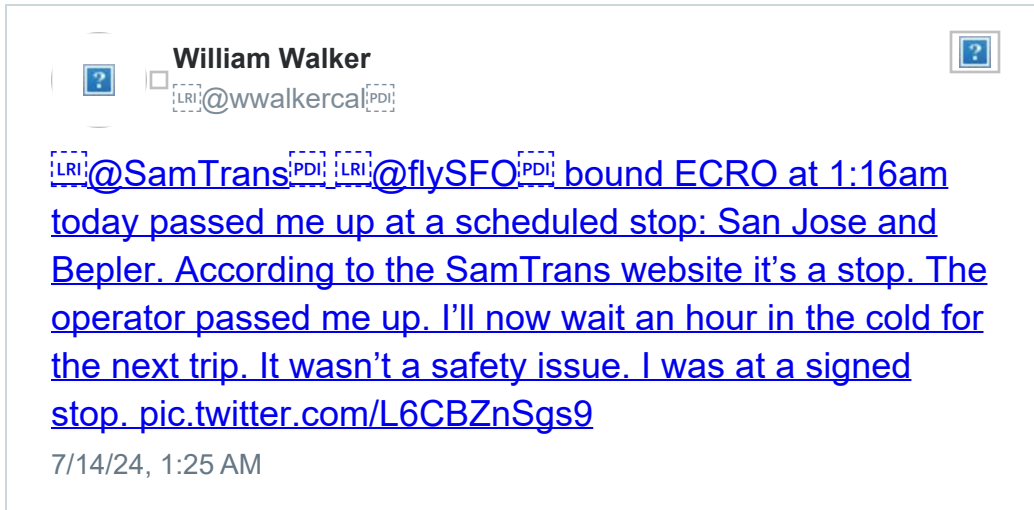 William Walker
@wwalkercal
@SamTrans @flySFO bound ECRO at 1:16am
today passed me up at a scheduled stop: San Jose and
Bepler. According to the SamTrans website it’s a stop. The
operator passed me up. I’ll now wait an hour in the cold for
the next trip. It wasn’t a safety issue. I was at a signed
stop. pic.twitter.com/L6CBZnSgs9
7/14/24, 1:25 AM